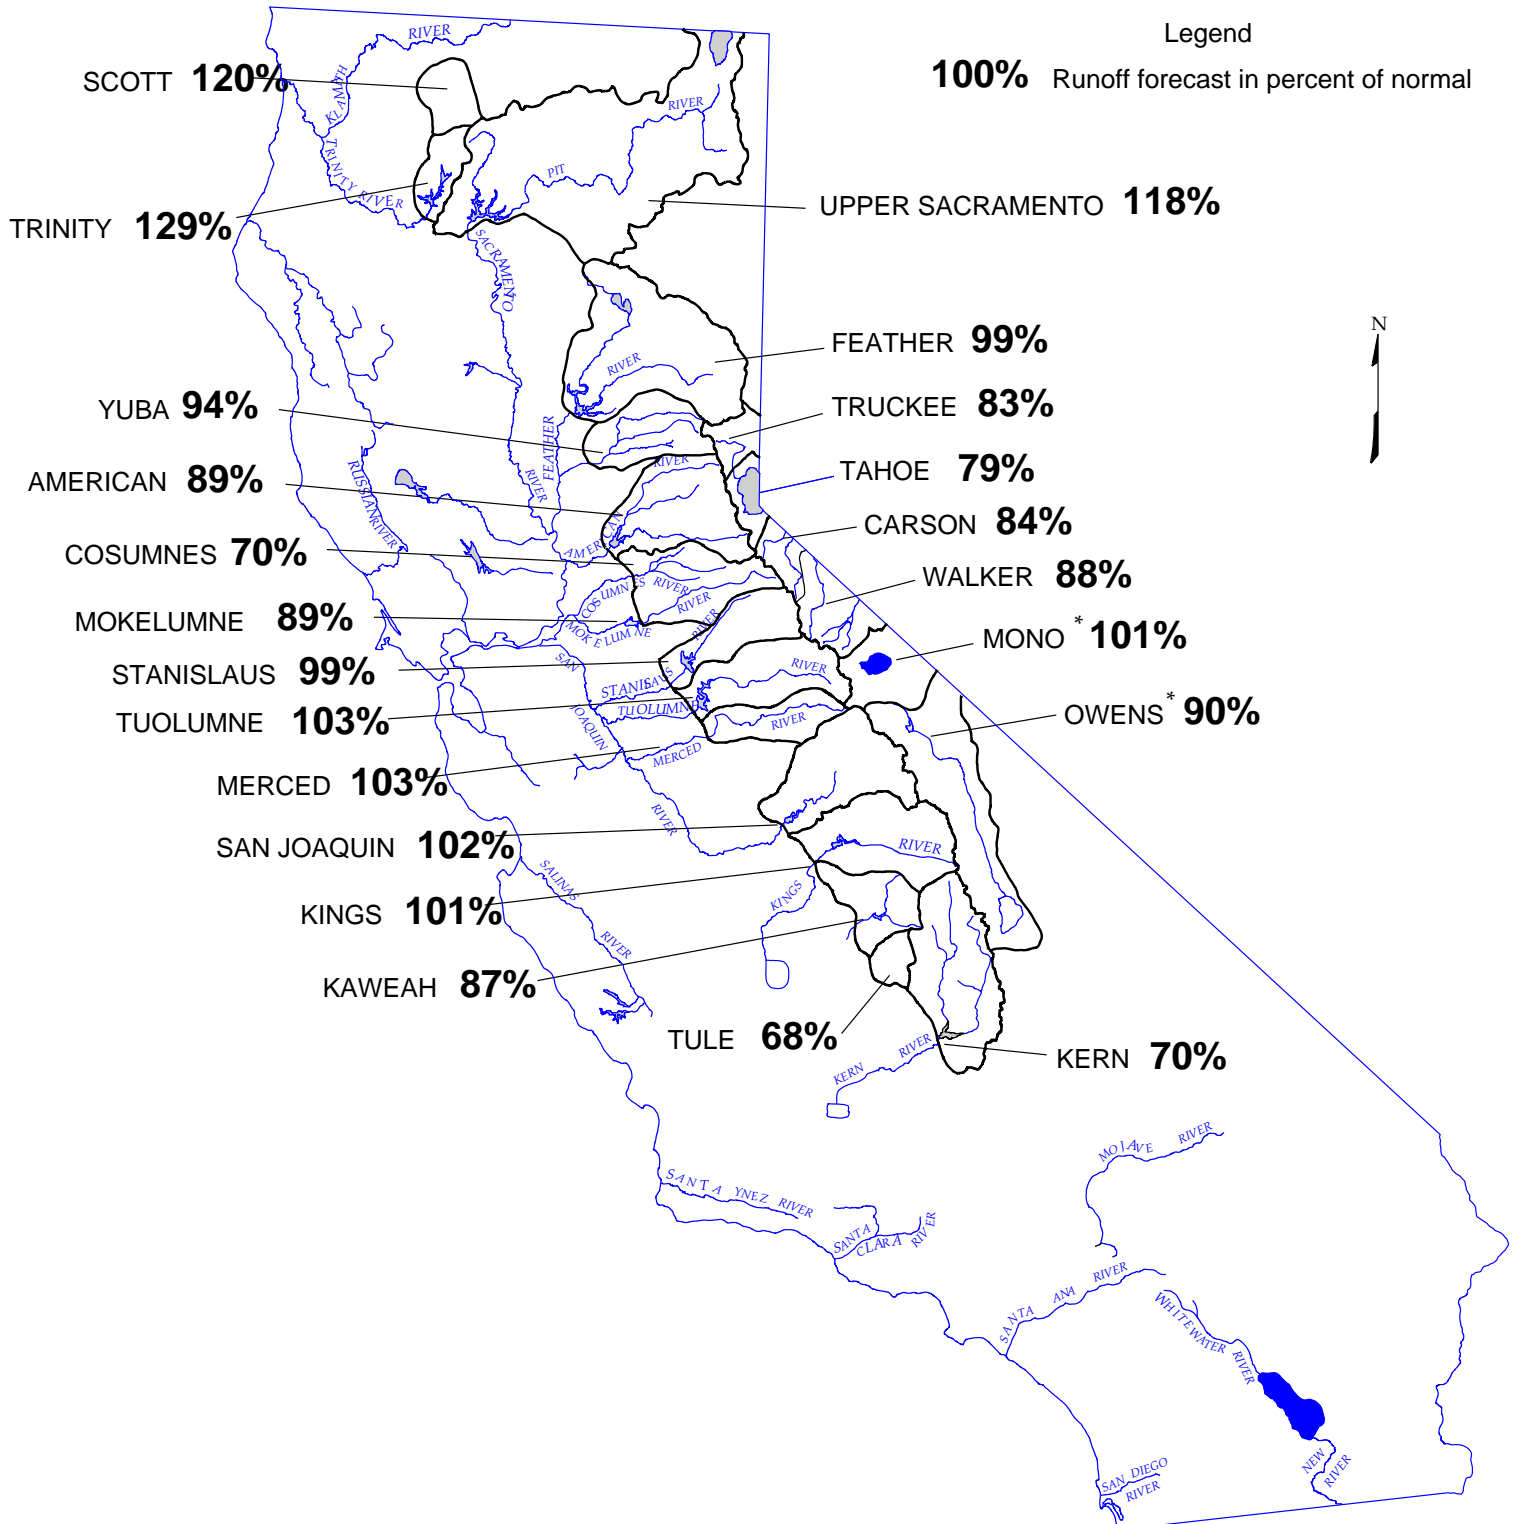 Legend
100% Runoff forecast in percent of normal
SCOTT 120%
TRINITY 129%
UPPER SACRAMENTO 118%
FEATHER 99%
YUBA 94%
TRUCKEE 83%
AMERICAN 89%
TAHOE 79%
CARSON 84%
COSUMNES 70%
WALKER 88%
MOKELUMNE 89%
MONO * 101%
STANISLAUS 99%
OWENS * 90%
TUOLUMNE 103%
MERCED 103%
SAN JOAQUIN 102%
KINGS 101%
KAWEAH 87%
TULE 68%
KERN 70%
N
KLAMATH
RIVER
TRINITY RIVER
PIT
RIVER
SACRAMENTO
RIVER
FEATHER
RIVER
RUSSIAN RIVER
RIVER
AMERICAN
COSUMNES RIVER
MOKELUMNE
RIVER
STANISLAUS
RIVER
TUOLUMNE
RIVER
MERCED
RIVER
SAN
JOAQUIN
RIVER
KINGS
RIVER
SALINAS
RIVER
KERN
RIVER
MOJAVE RIVER
SANTA YNEZ RIVER
SANTA
CLARA
RIVER
SANTA ANA RIVER
WHITEWATER RIVER
NEW
RIVER
SAN DIEGO
RIVER